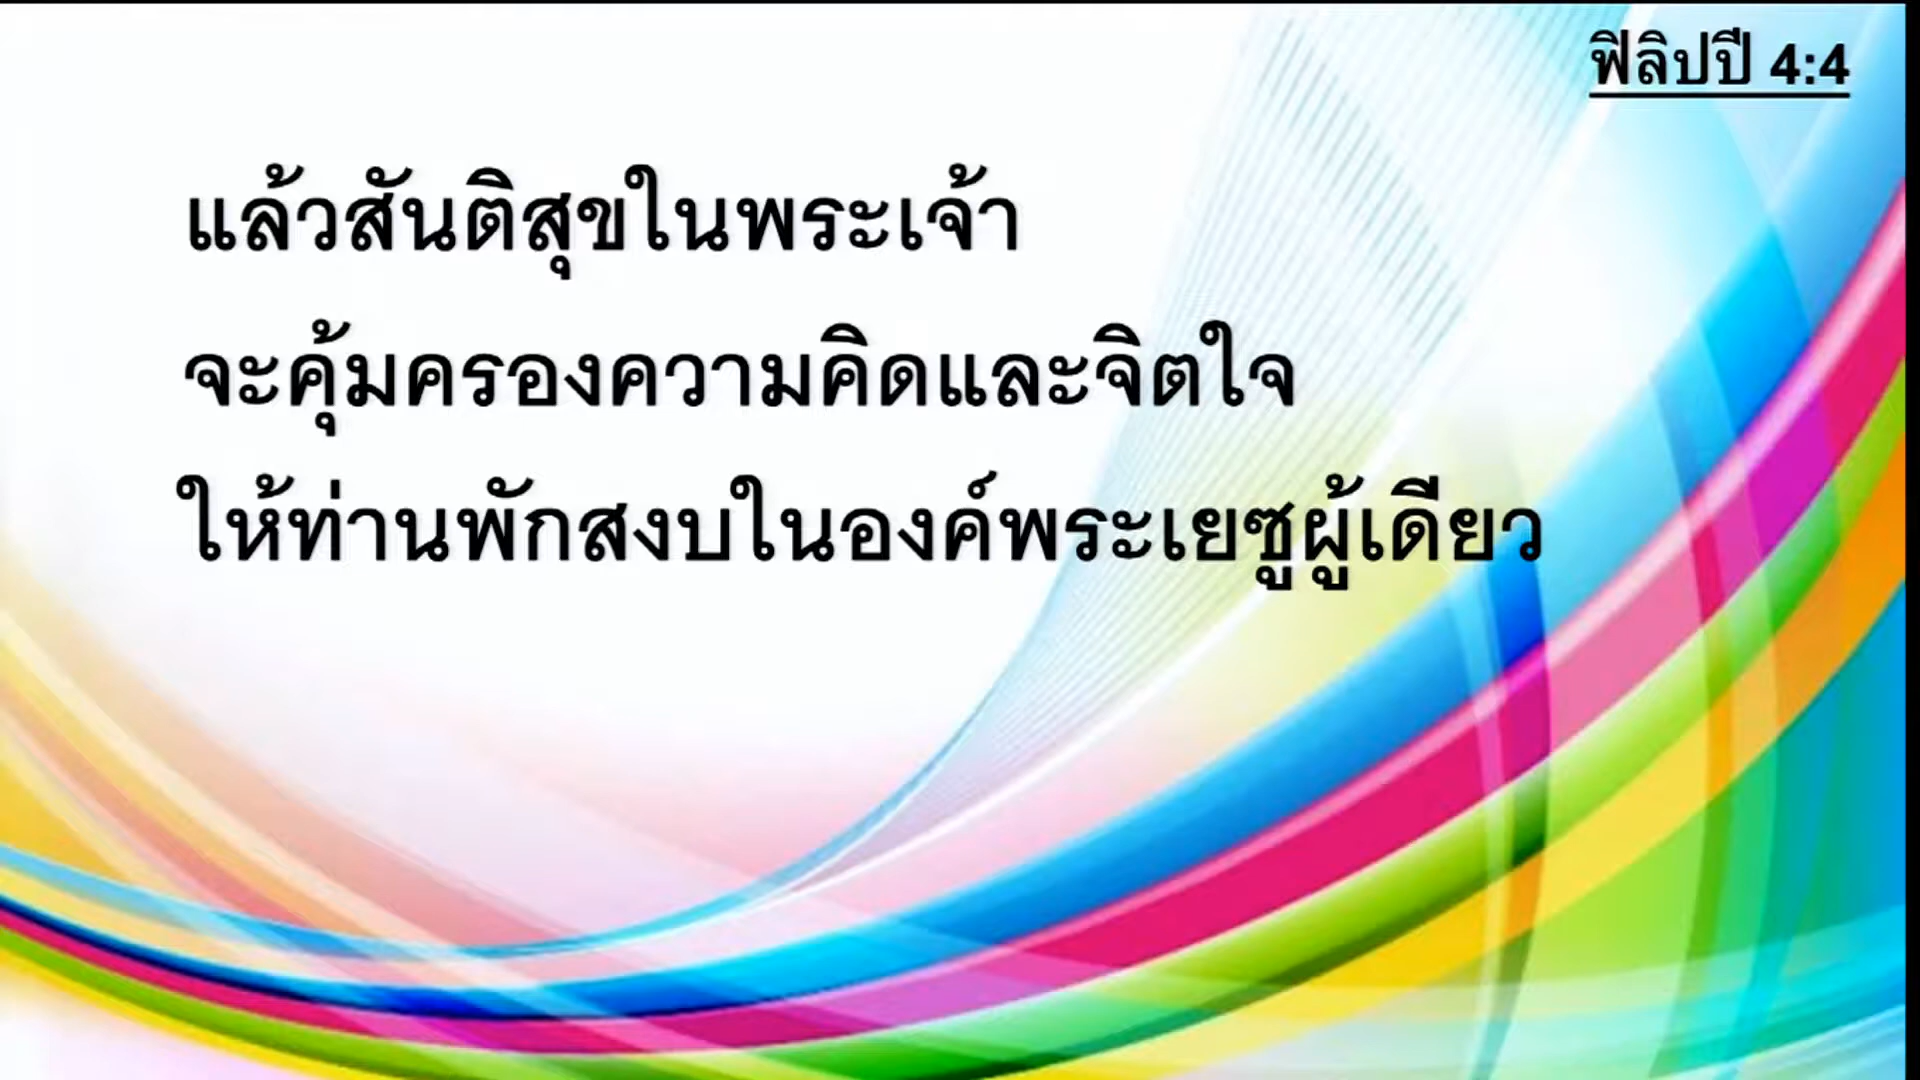 ฟิลิปปี 4:4
แล้วสันติสุขในพระเจ้า
จะคุ้มครองความคิดและจิตใจ
ให้ท่านพักสงบในองค์พระเยซูผู้เดียว